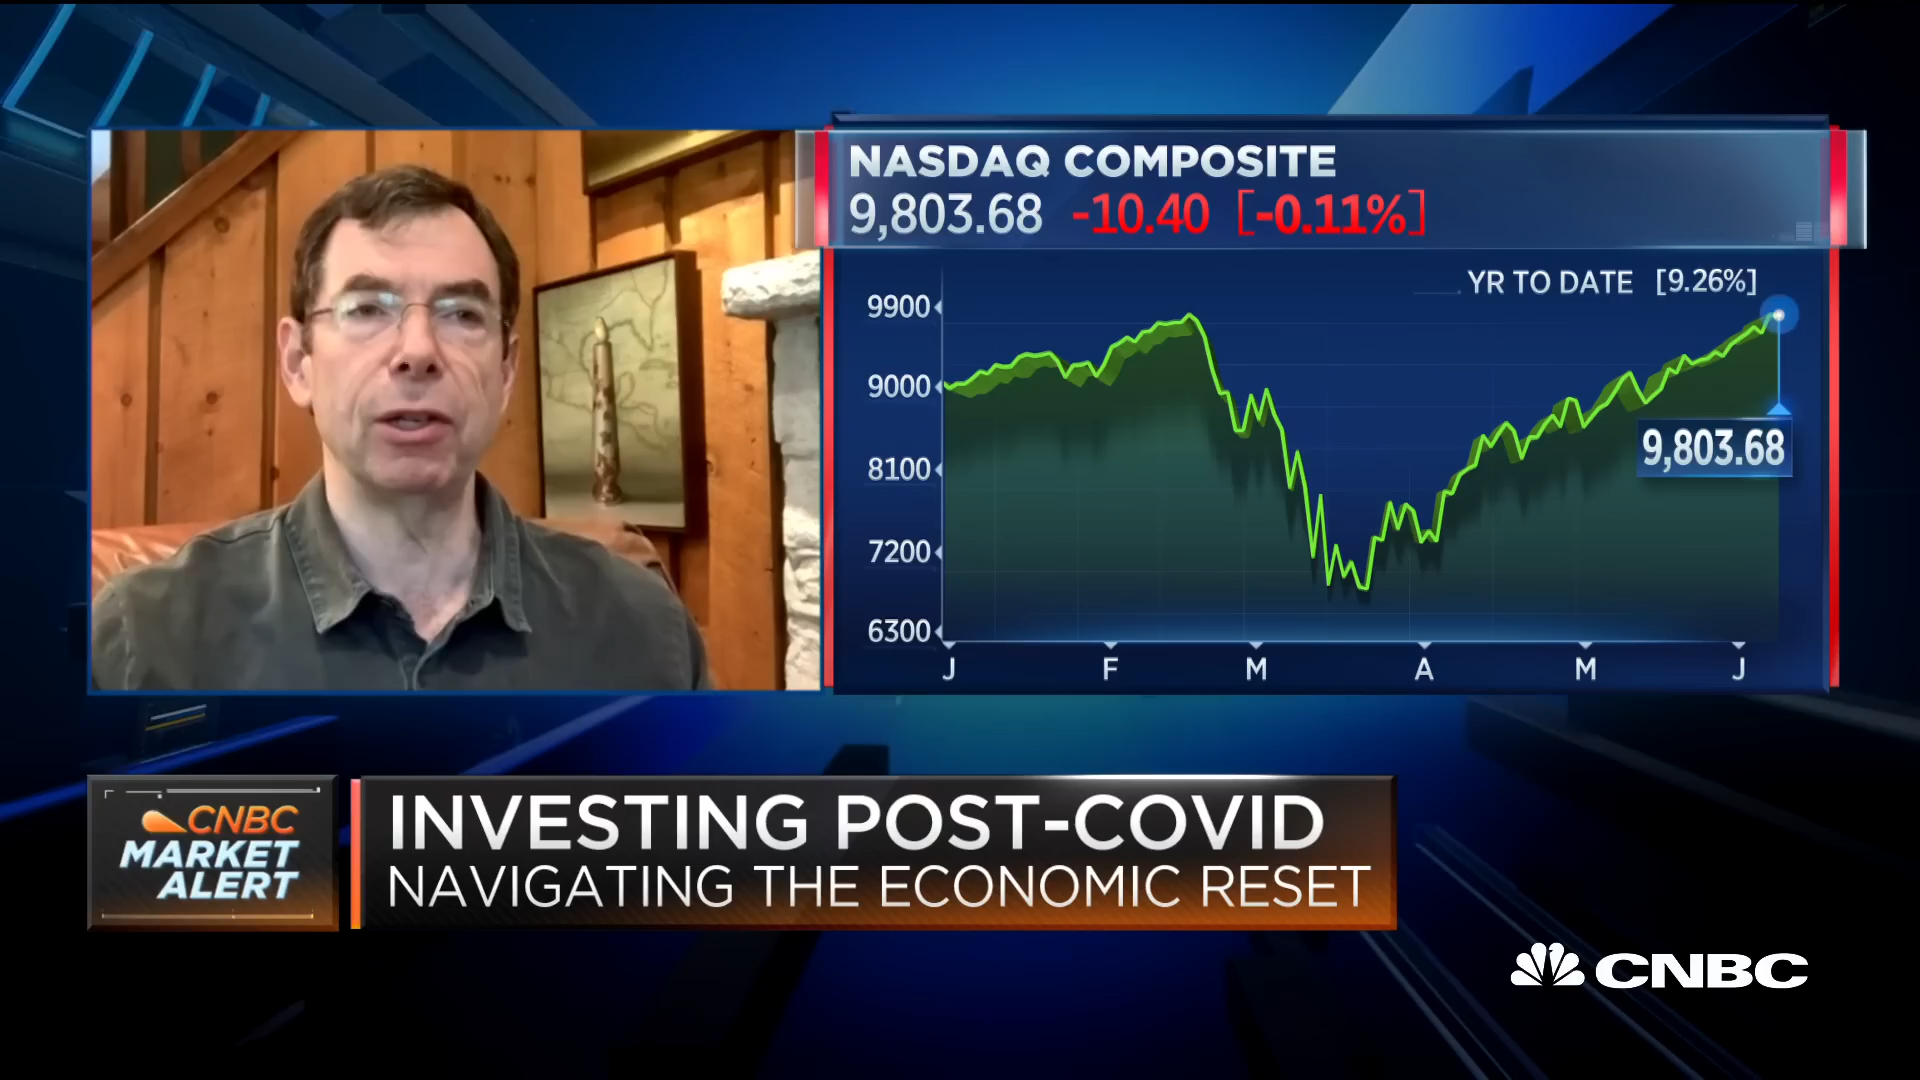 NASDAQ COMPOSITE
9,803.68 -10.40 [-0.11%]
YR TO DATE [9.26%]
9900
9000
8100
7200
6300
9,803.68
J F M A M J
CNBC
MARKET
ALERT
INVESTING POST-COVID
NAVIGATING THE ECONOMIC RESET
CNBC